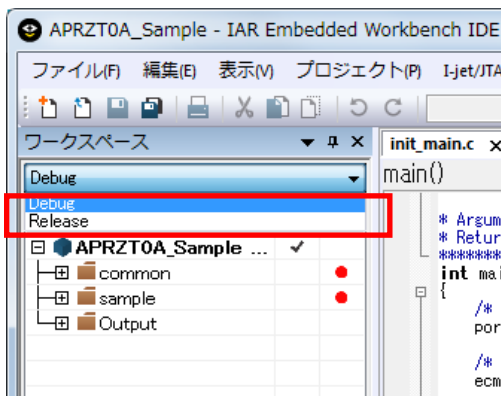 APRZT0A_Sample - IAR Embedded Workbench IDE
ファイル(F) 編集(E) 表示(V) プロジェクト(P) I-jet/JTA
ワークスペース
init_main.c
Debug
main()
Debug
Release
* Argum
* Retur
********
APRZT0A_Sample ...
int mai
{
common
/*
sample
por
Output
/*
ecm